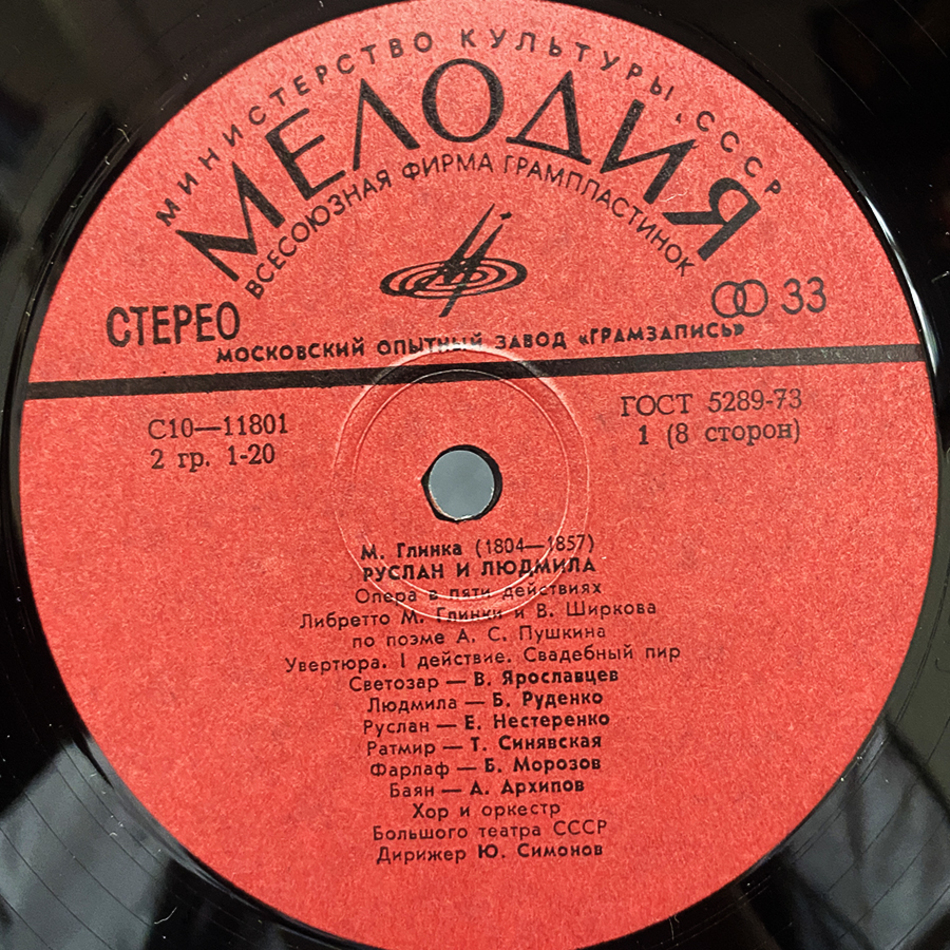 МИНИСТЕРСТВО КУЛЬТУРЫ СССР
МЕЛОДИЯ
ВСЕСОЮЗНАЯ ФИРМА ГРАМПЛАСТИНОК
СТЕРЕО
33
МОСКОВСКИЙ ОПЫТНЫЙ ЗАВОД «ГРАМЗАПИСЬ»
С10—11801
2 гр. 1-20
ГОСТ 5289-73
1 (8 сторон)
М. Глинка (1804—1857)
РУСЛАН И ЛЮДМИЛА
Опера в пяти действиях
Либретто М. Глинки и В. Ширкова
по поэме А. С. Пушкина
Увертюра. I действие. Свадебный пир
Светозар — В. Ярославцев
Людмила — Б. Руденко
Руслан — Е. Нестеренко
Ратмир — Т. Синявская
Фарлаф — Б. Морозов
Баян — А. Архипов
Хор и оркестр
Большого театра СССР
Дирижер Ю. Симонов